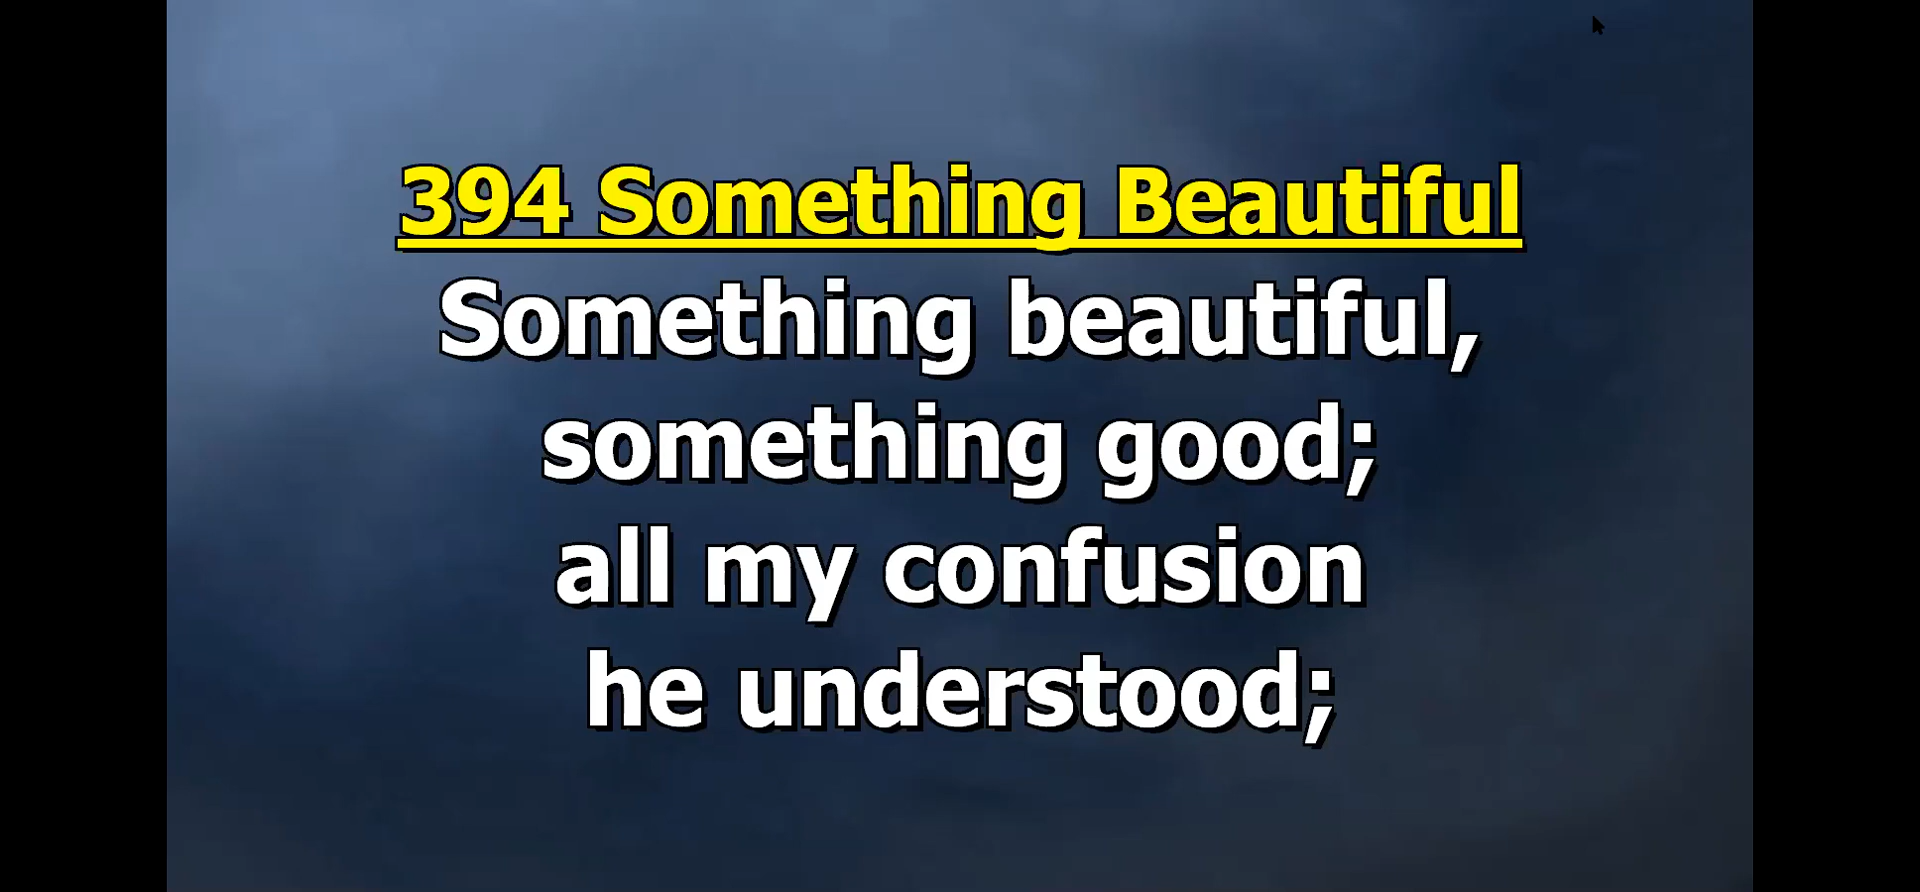 394 Something Beautiful
Something beautiful,
something good;
all my confusion
he understood;